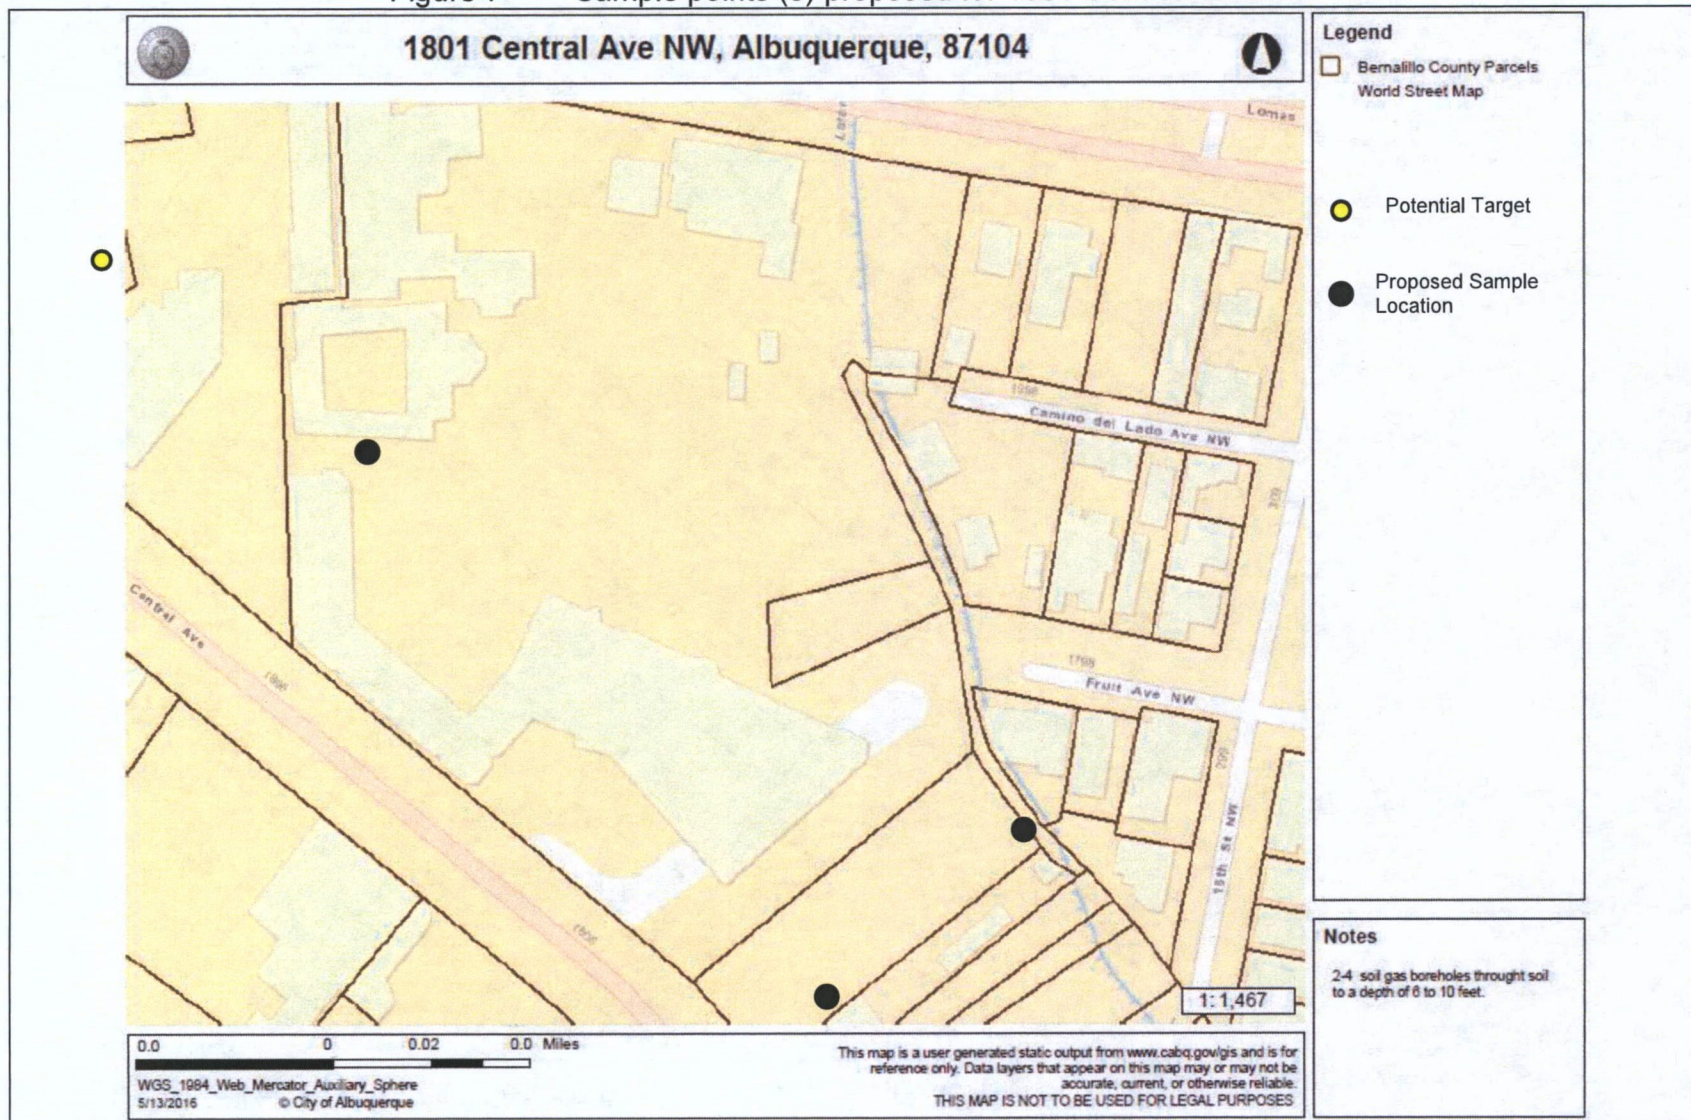 1801 Central Ave NW, Albuquerque, 87104
Legend
Bernalillo County Parcels
World Street Map
Potential Target
Proposed Sample
Location
Lomas
1998
Camino del Lado Ave NW
Central Ave
1896
1798
Fruit Ave NW
299
15th St NW
1:1,467
Notes
2-4 soil gas boreholes throught soil
to a depth of 6 to 10 feet.
0.0 0 0.02 0.0 Miles
WGS_1984_Web_Mercator_Auxiliary_Sphere
5/13/2016 © City of Albuquerque
This map is a user generated static output from www.cabq.gov/gis and is for
reference only. Data layers that appear on this map may or may not be
accurate, current, or otherwise reliable.
THIS MAP IS NOT TO BE USED FOR LEGAL PURPOSES